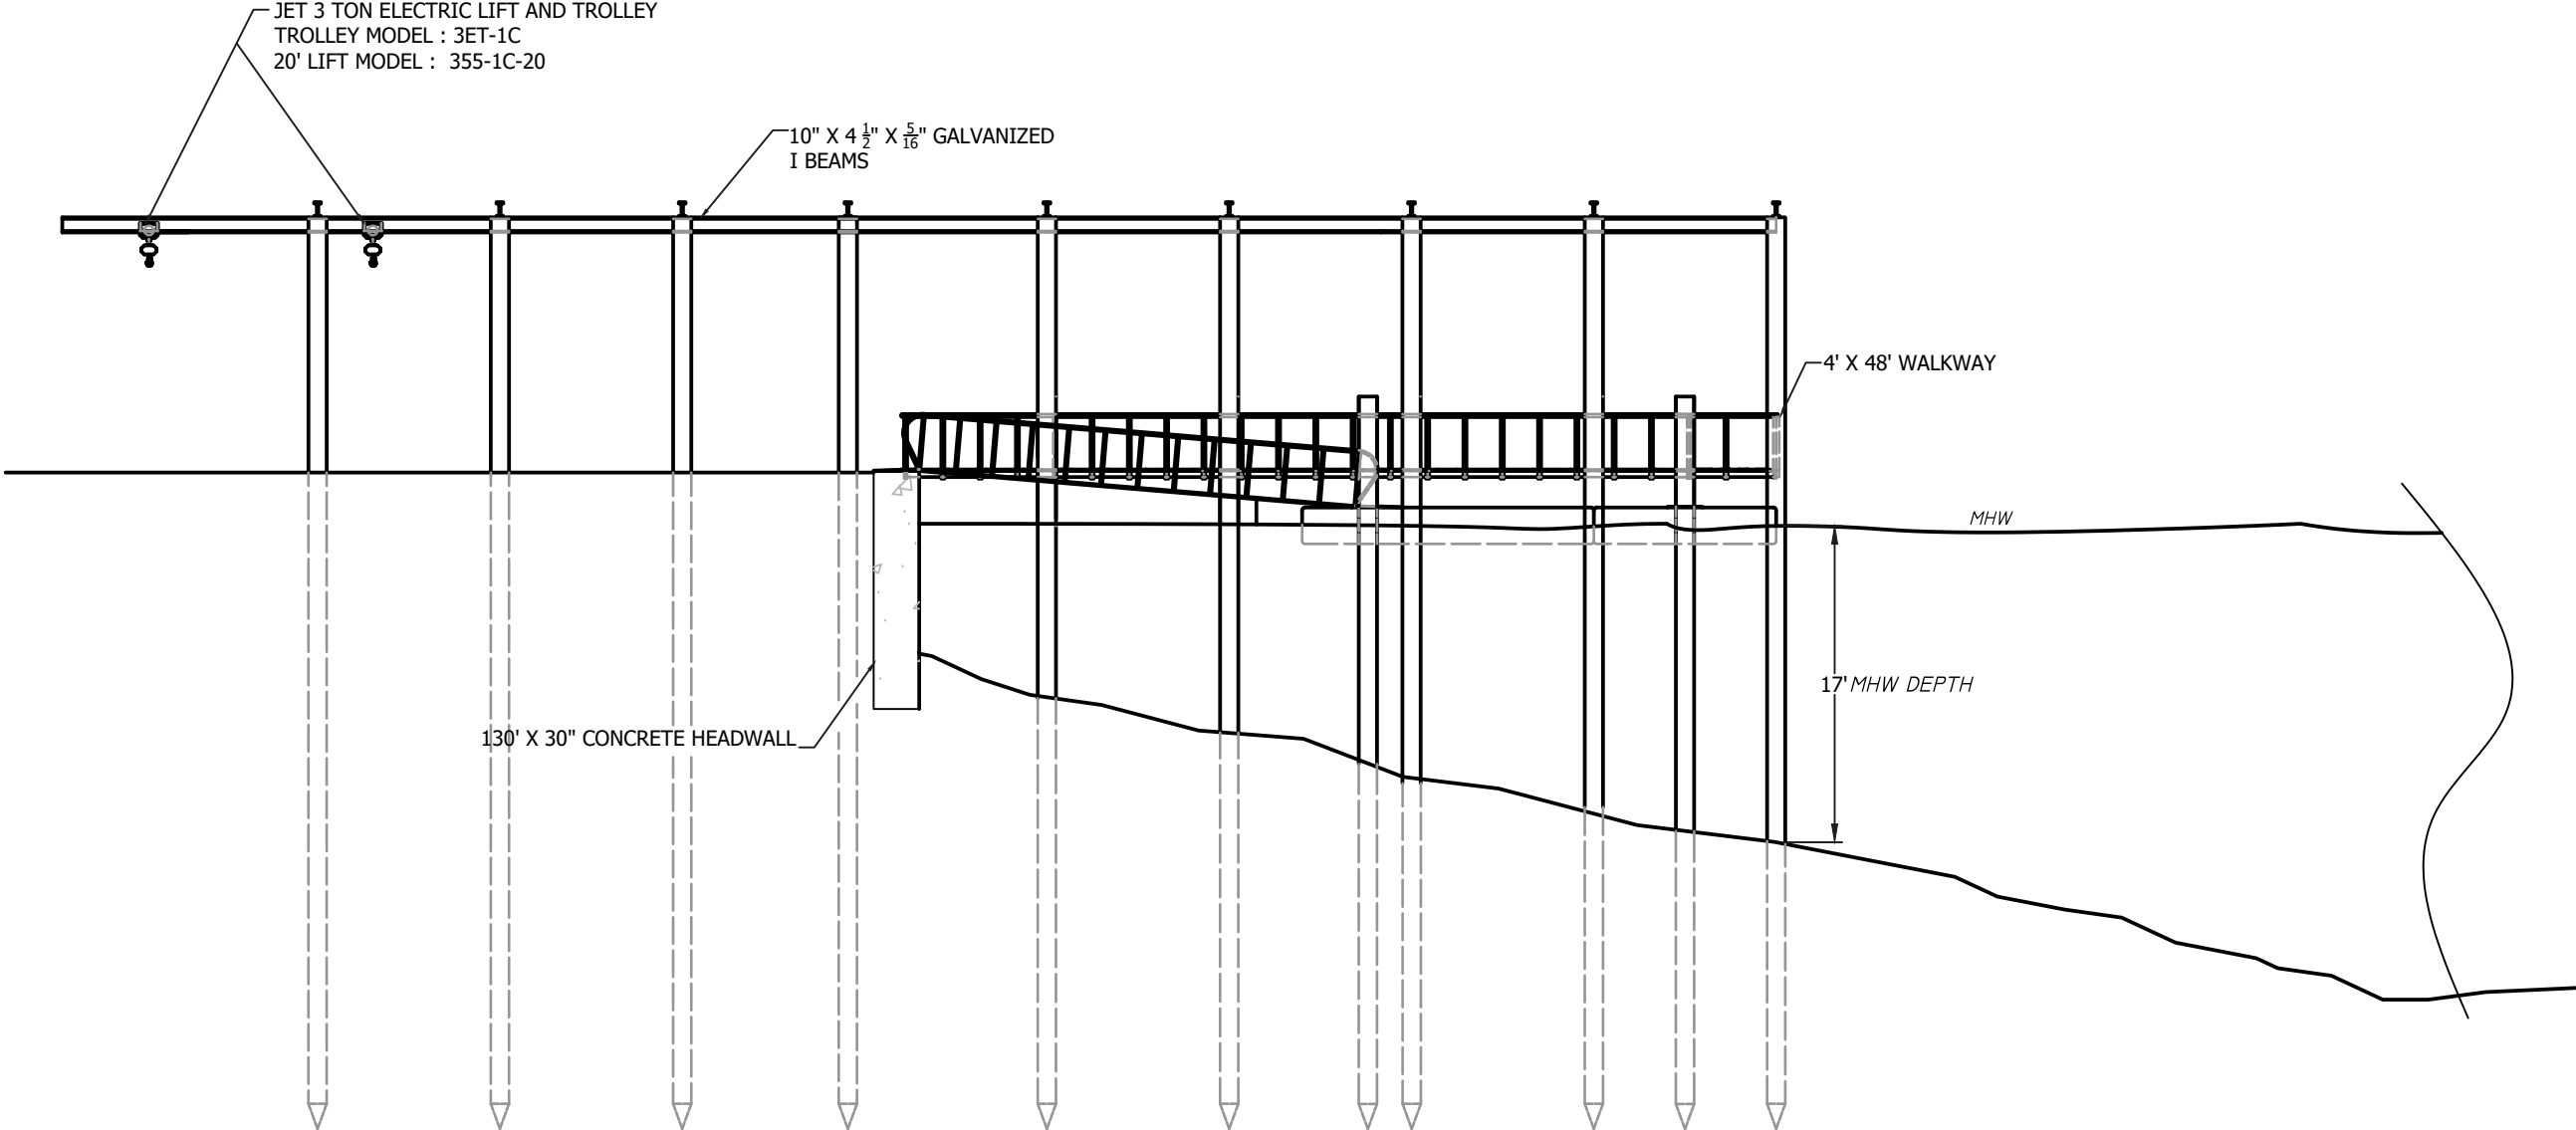 JET 3 TON ELECTRIC LIFT AND TROLLEY
TROLLEY MODEL : 3ET-1C
20' LIFT MODEL :  355-1C-20
10" X 4 1/2" X 5/16" GALVANIZED
I BEAMS
4' X 48' WALKWAY
MHW
17' MHW DEPTH
130' X 30" CONCRETE HEADWALL